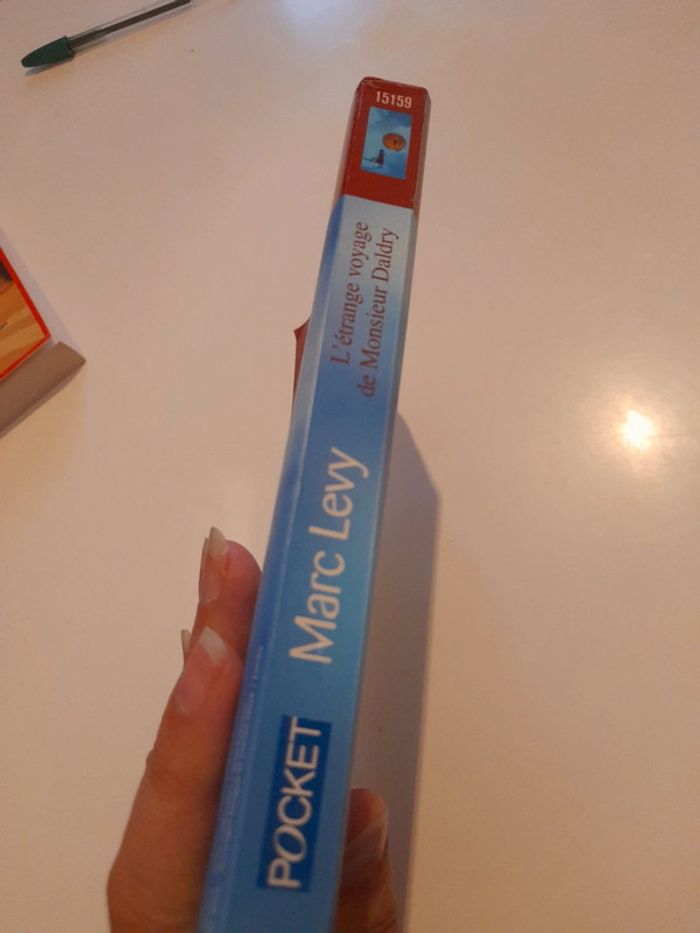 15159
L'étrange voyage
de Monsieur Daldry
Marc Levy
POCKET